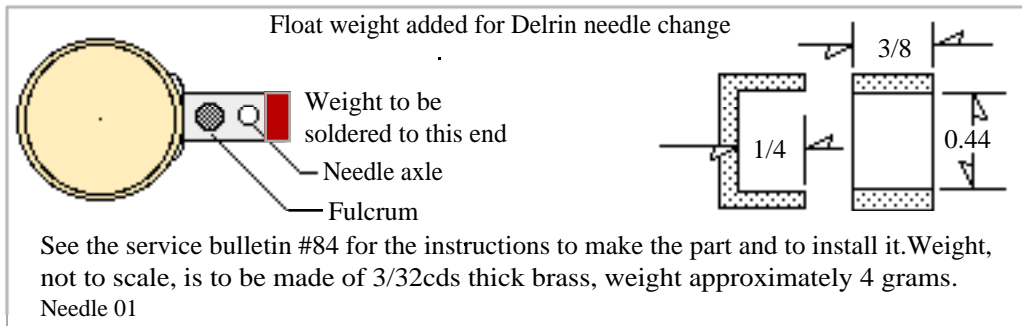 Float weight added for Delrin needle change
.
3/8
Weight to be
soldered to this end
1/4
0.44
Needle axle
Fulcrum
See the service bulletin #84 for the instructions to make the part and to install it.Weight,
not to scale, is to be made of 3/32cds thick brass, weight approximately 4 grams.
Needle 01